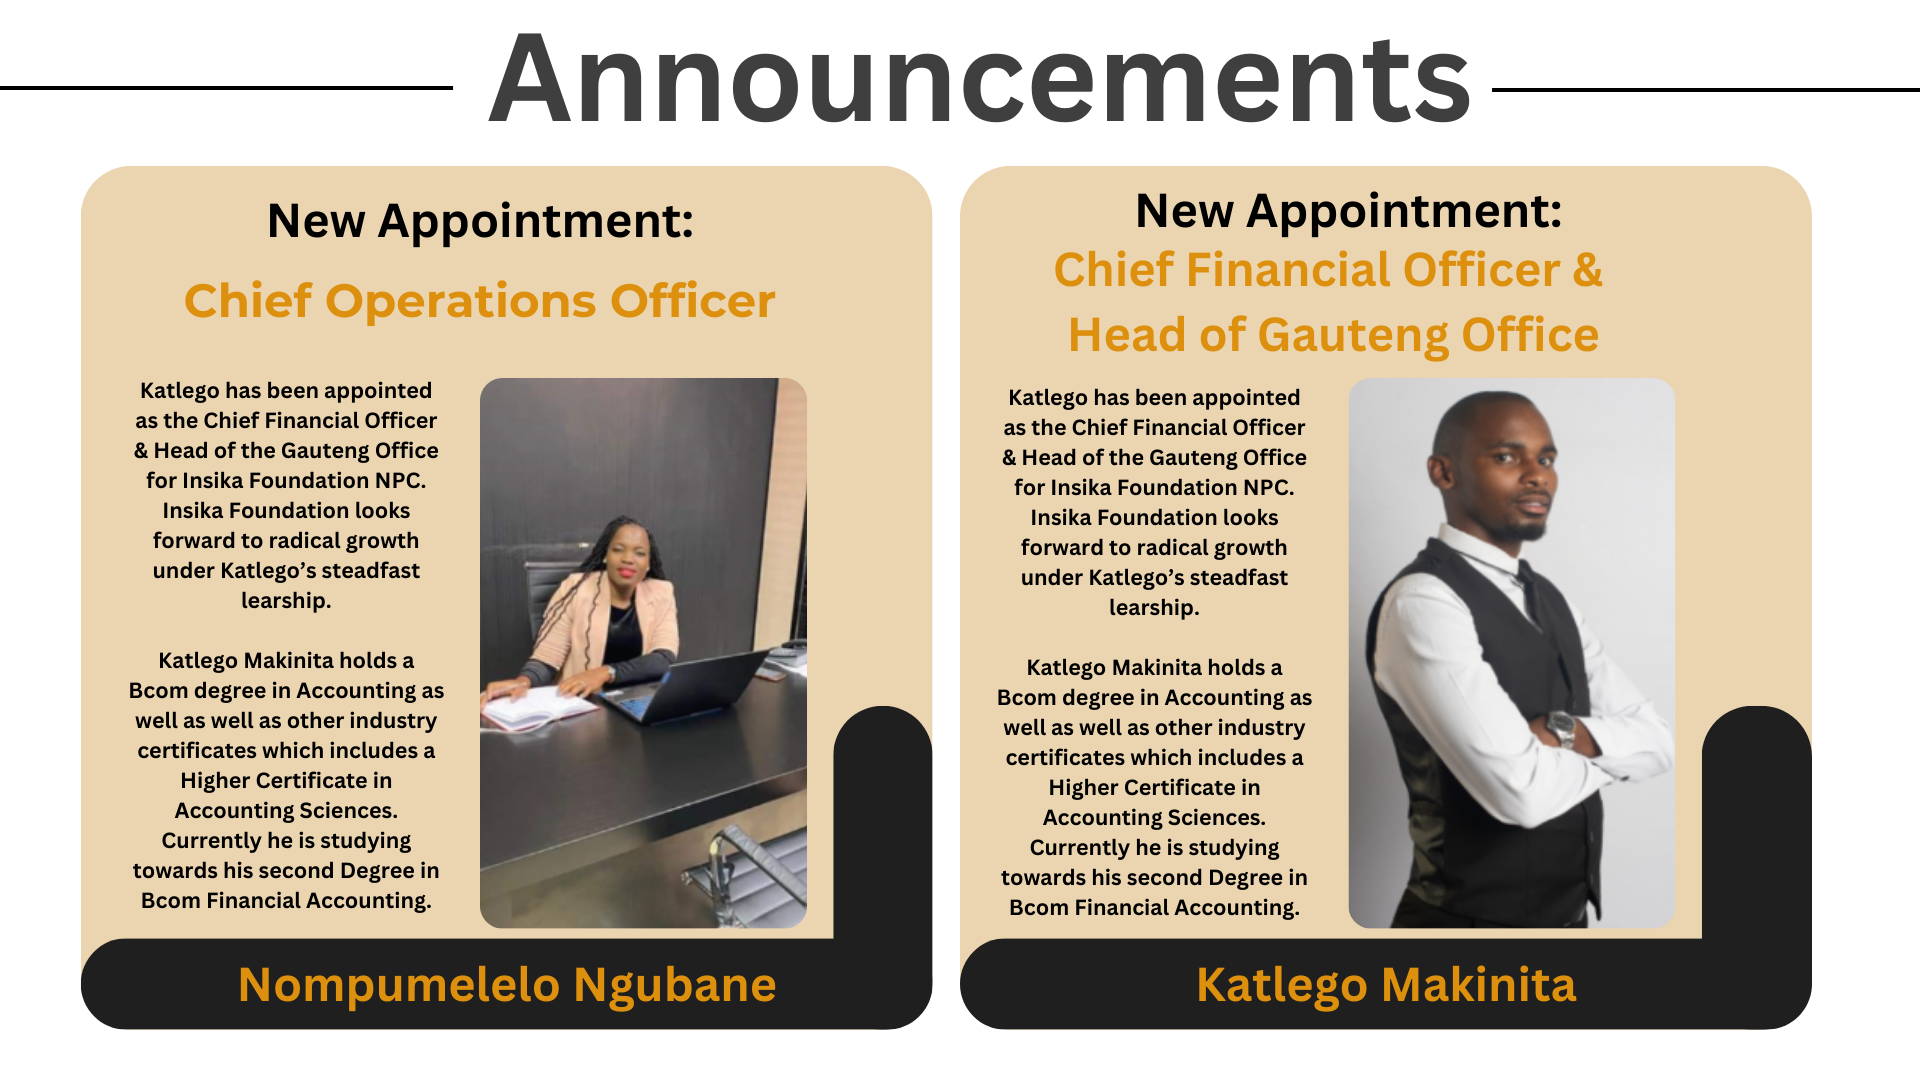 Announcements
New Appointment:
Chief Operations Officer
Katlego has been appointed
as the Chief Financial Officer
& Head of the Gauteng Office
for Insika Foundation NPC.
Insika Foundation looks
forward to radical growth
under Katlego’s steadfast
learship.
Katlego Makinita holds a
Bcom degree in Accounting as
well as well as other industry
certificates which includes a
Higher Certificate in
Accounting Sciences.
Currently he is studying
towards his second Degree in
Bcom Financial Accounting.
Nompumelelo Ngubane
New Appointment:
Chief Financial Officer &
Head of Gauteng Office
Katlego has been appointed
as the Chief Financial Officer
& Head of the Gauteng Office
for Insika Foundation NPC.
Insika Foundation looks
forward to radical growth
under Katlego’s steadfast
learship.
Katlego Makinita holds a
Bcom degree in Accounting as
well as well as other industry
certificates which includes a
Higher Certificate in
Accounting Sciences.
Currently he is studying
towards his second Degree in
Bcom Financial Accounting.
Katlego Makinita